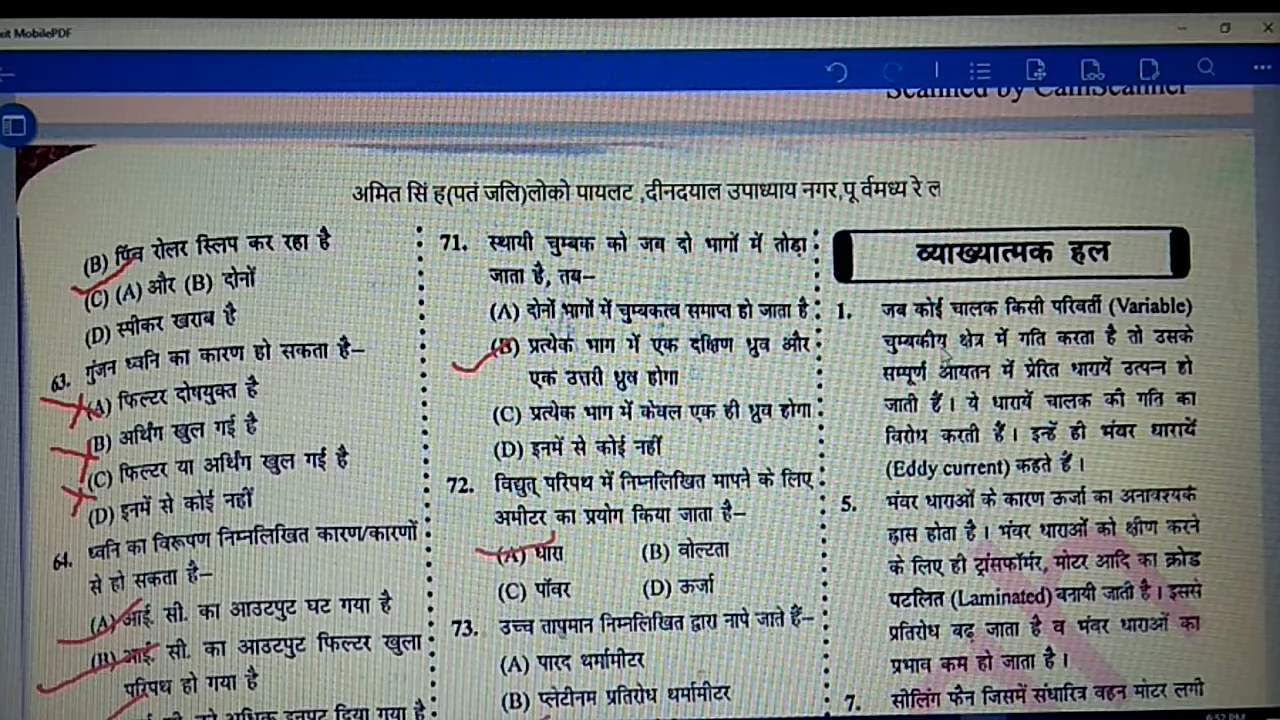 MobilePDF
Scanned by CamScanner
अमित सिं ह(पतं जलि)लोको पायलट ,दीनदयाल उपाध्याय नगर,पू र्वमध्य रे ल
(B) पिंच रोलर स्लिप कर रहा है
(C) (A) और (B) दोनों
(D) स्पीकर खराब है
63. गुंजन ध्वनि का कारण हो सकता है–
(A) फिल्टर दोषयुक्त है
(B) अर्थिंग खुल गई है
(C) फिल्टर या अर्थिंग खुल गई है
(D) इनमें से कोई नहीं
64. ध्वनि का विरूपण निम्नलिखित कारण/कारणों
से हो सकता है–
(A) आई. सी. का आउटपुट घट गया है
(B) आई. सी. का आउटपुट फिल्टर खुला
परिपथ हो गया है
को अधिक इनपुट दिया गया है
71. स्थायी चुम्बक को जब दो भागों में तोड़ा
जाता है, तय–
(A) दोनों भागों में चुम्बकत्व समाप्त हो जाता है
(B) प्रत्येक भाग में एक दक्षिण ध्रुव और
एक उत्तरी ध्रुव होगा
(C) प्रत्येक भाग में केवल एक ही ध्रुव होगा
(D) इनमें से कोई नहीं
72. विद्युत् परिपथ में निम्नलिखित मापने के लिए
अमीटर का प्रयोग किया जाता है–
(A) धारा (B) वोल्टता
(C) पॉवर (D) ऊर्जा
73. उच्च तापुमान निम्नलिखित द्वारा नापे जाते हैं–
(A) पारद थर्मामीटर
(B) प्लेटीनम प्रतिरोध थर्मामीटर
व्याख्यात्मक हल
1. जब कोई चालक किसी परिवर्ती (Variable)
चुम्बकीय क्षेत्र में गति करता है तो उसके
सम्पूर्ण आयतन में प्रेरित धारायें उत्पन्न हो
जाती हैं। ये धारायें चालक की गति का
विरोध करती हैं। इन्हें ही भंवर धारायें
(Eddy current) कहते हैं।
5. भंवर धाराओं के कारण ऊर्जा का अनावश्यक
ह्रास होता है। भंवर धाराओं को क्षीण करने
के लिए ही ट्रांसफॉर्मर, मोटर आदि का क्रोड
पटलित (Laminated) बनायी जाती है। इससे
प्रतिरोध बढ़ जाता है व भंवर धाराओं का
प्रभाव कम हो जाता है।
7. सीलिंग फैन जिसमें संधारित्र वहन मोटर लगी